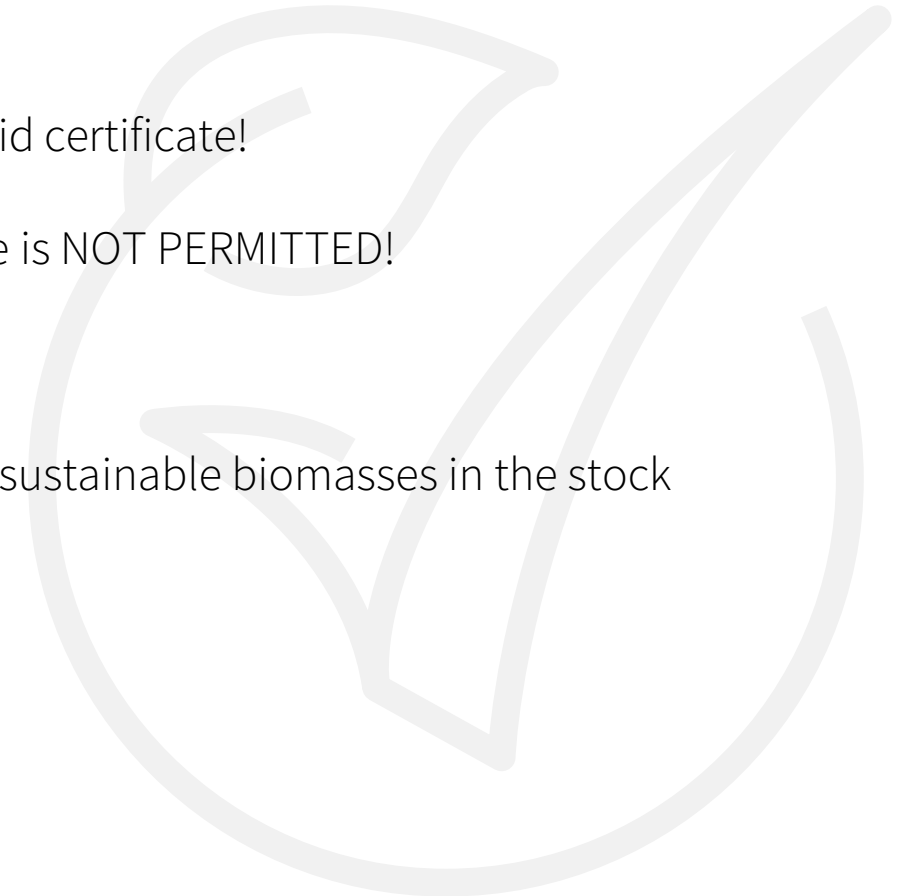 id certificate!
e is NOT PERMITTED!
sustainable biomasses in the stock